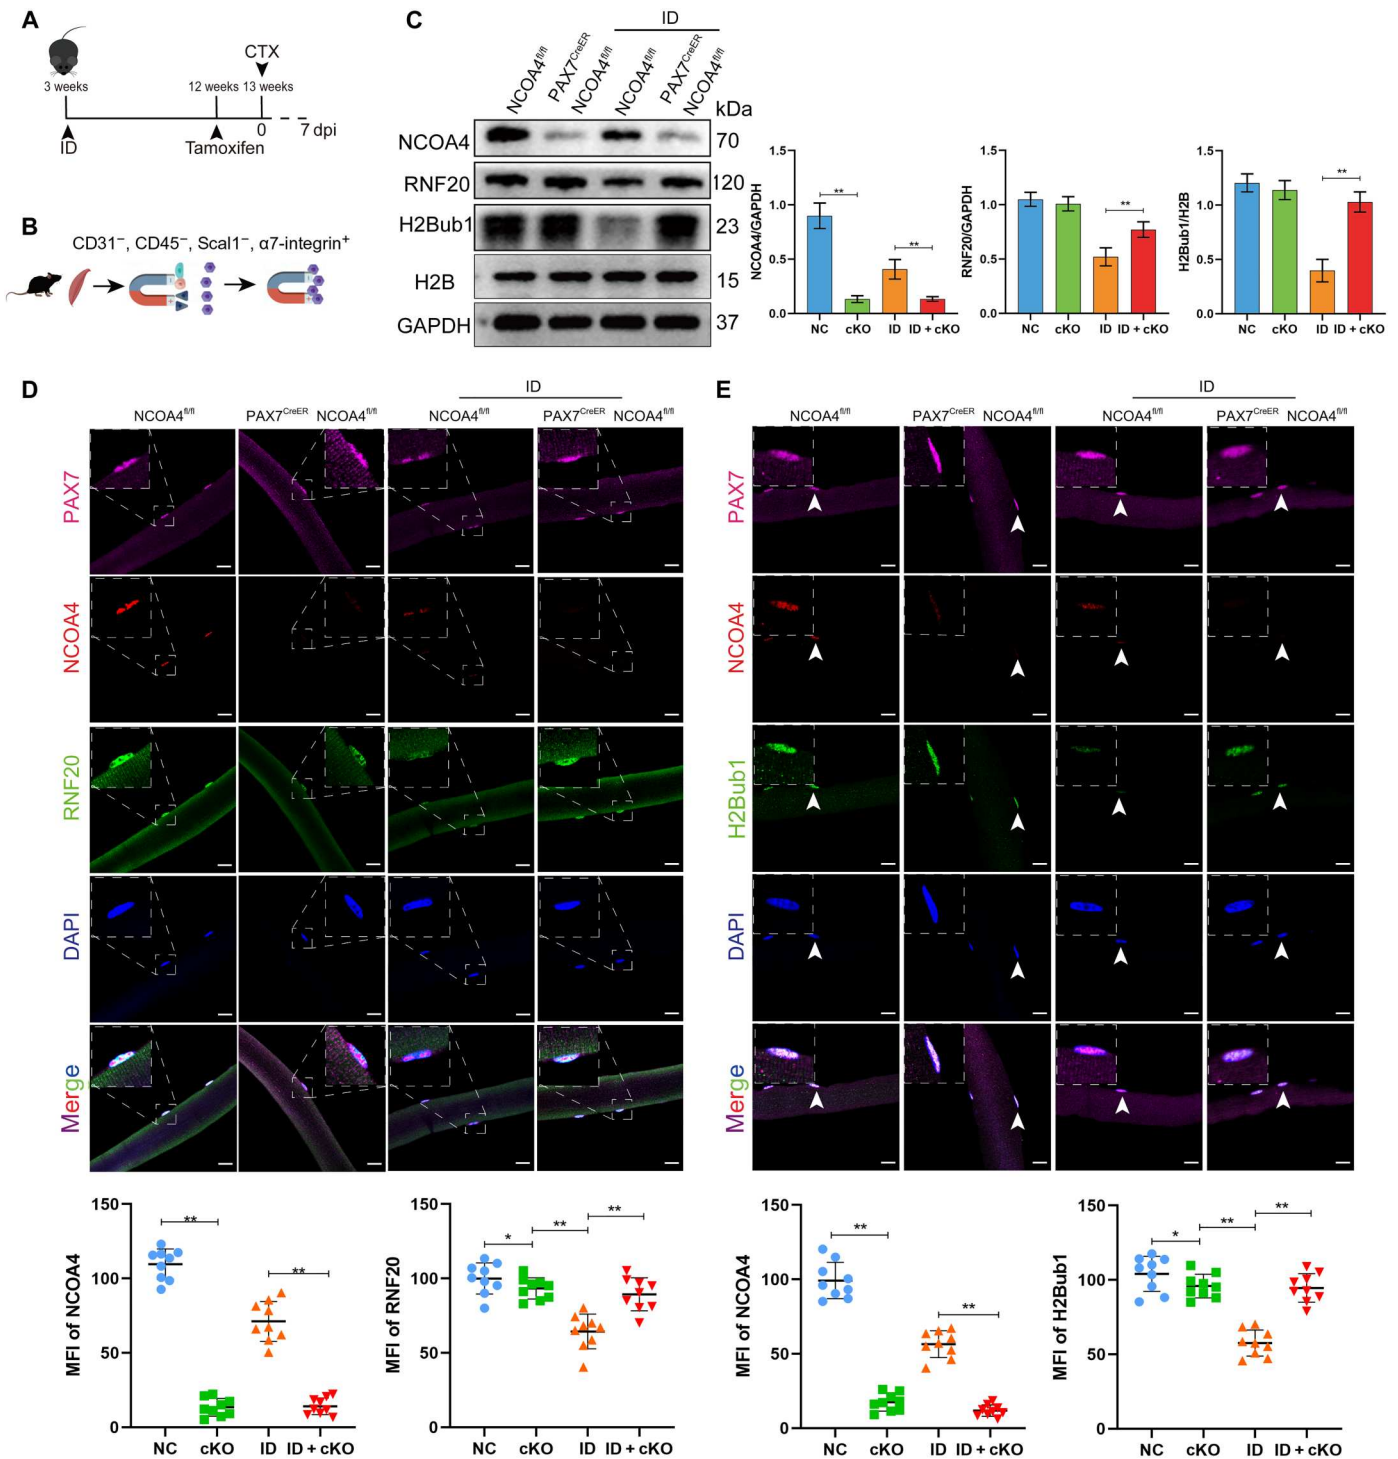 A
3 weeks
12 weeks
CTX
13 weeks
0
7 dpi
ID
Tamoxifen
B
CD31⁻, CD45⁻, Scal1⁻, α7-integrin⁺
C
ID
NCOA4fl/fl
PAX7CreER
NCOA4fl/fl
NCOA4fl/fl
PAX7CreER
NCOA4fl/fl
kDa
NCOA4 70
RNF20 120
H2Bub1 23
H2B 15
GAPDH 37
NCOA4/GAPDH
1.5
1.0
0.5
0.0
**
**
NC cKO ID ID + cKO
RNF20/GAPDH
1.5
1.0
0.5
0.0
**
NC cKO ID ID + cKO
H2Bub1/H2B
1.5
1.0
0.5
0.0
**
NC cKO ID ID + cKO
D
ID
NCOA4fl/fl PAX7CreER NCOA4fl/fl NCOA4fl/fl PAX7CreER NCOA4fl/fl
PAX7
NCOA4
RNF20
DAPI
Merge
MFI of NCOA4
150
100
50
0
**
**
NC cKO ID ID + cKO
MFI of RNF20
150
100
50
0
*
**
**
NC cKO ID ID + cKO
E
ID
NCOA4fl/fl PAX7CreER NCOA4fl/fl NCOA4fl/fl PAX7CreER NCOA4fl/fl
PAX7
NCOA4
H2Bub1
DAPI
Merge
MFI of NCOA4
150
100
50
0
**
**
NC cKO ID ID + cKO
MFI of H2Bub1
150
100
50
0
*
**
**
NC cKO ID ID + cKO